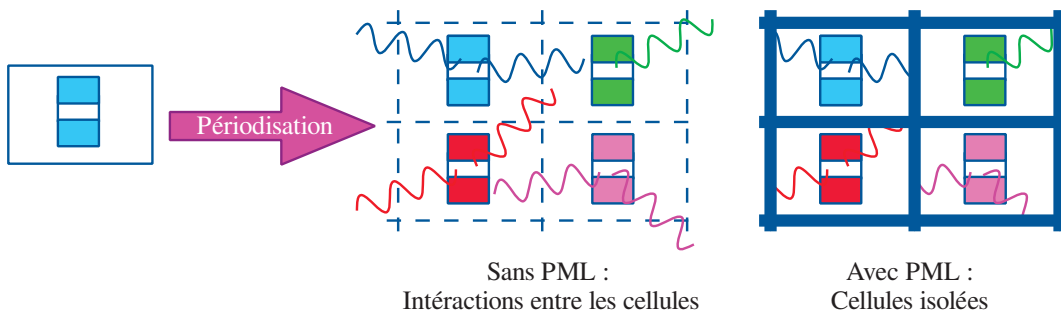 Périodisation
Sans PML :
Intéractions entre les cellules
Avec PML :
Cellules isolées